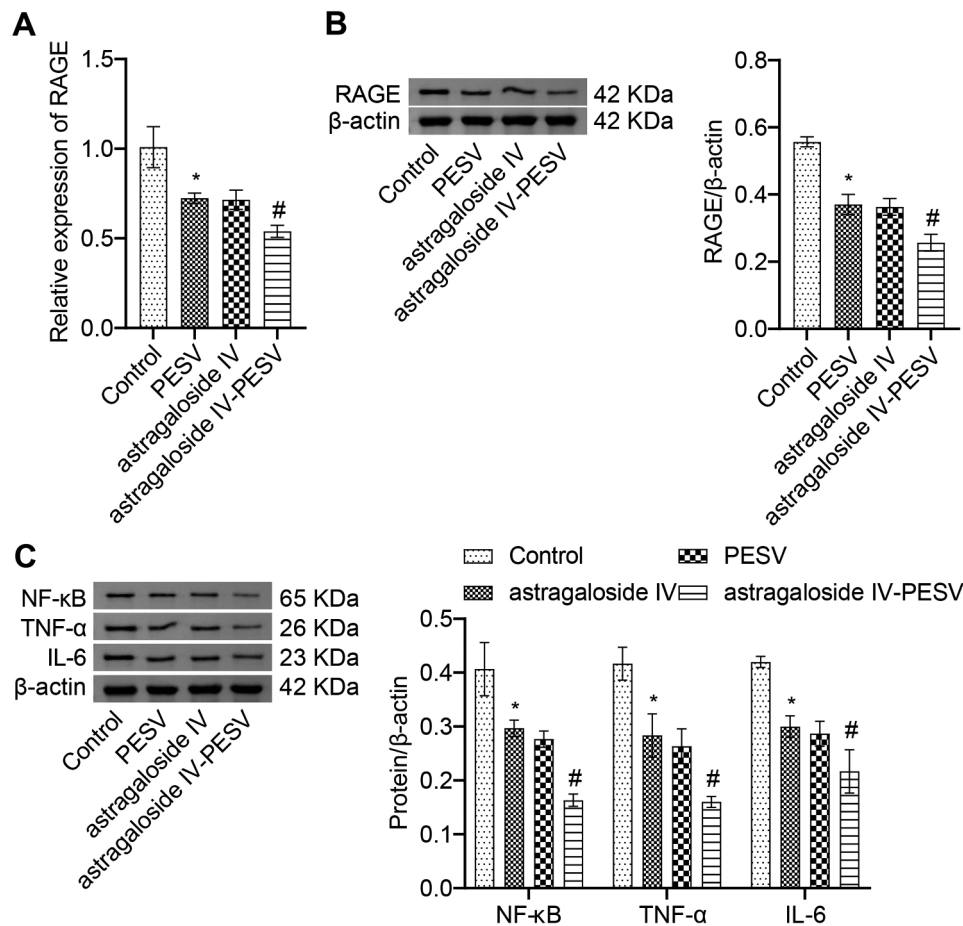 A
Relative expression of RAGE
1.5
1.0
0.5
0.0
*
#
Control
PESV
astragaloside IV
astragaloside IV-PESV
B
RAGE 42 KDa
β-actin 42 KDa
Control
PESV
astragaloside IV
astragaloside IV-PESV
RAGE/β-actin
0.8
0.6
0.4
0.2
0.0
*
#
Control
PESV
astragaloside IV
astragaloside IV-PESV
C
NF-κB 65 KDa
TNF-α 26 KDa
IL-6 23 KDa
β-actin 42 KDa
Control
PESV
astragaloside IV
astragaloside IV-PESV
Control PESV
astragaloside IV astragaloside IV-PESV
Protein/β-actin
0.5
0.4
0.3
0.2
0.1
0.0
* # * # * #
NF-κB TNF-α IL-6